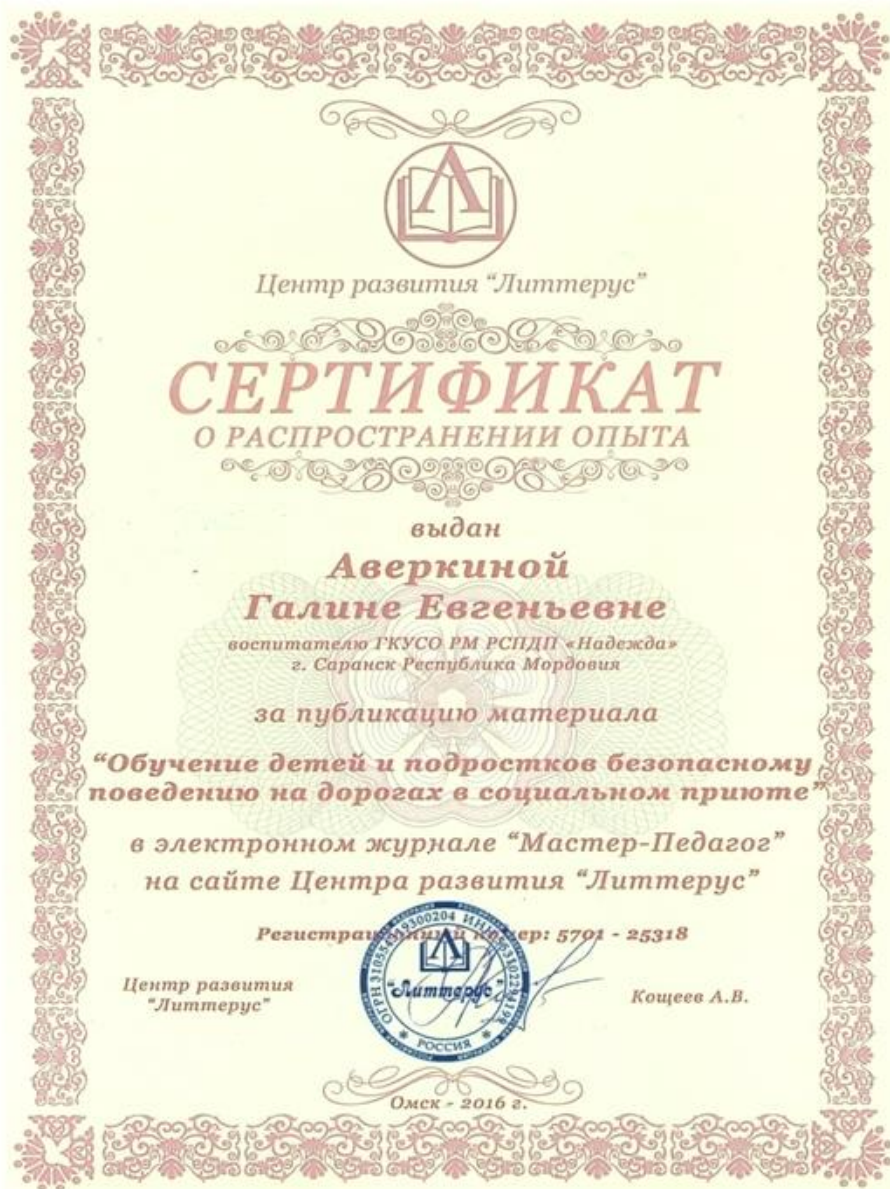 Центр развития “Литтерус”
СЕРТИФИКАТ
О РАСПРОСТРАНЕНИИ ОПЫТА
выдан
Аверкиной
Галине Евгеньевне
воспитателю ГКУСО РМ РСПДП «Надежда»
г. Саранск Республика Мордовия
за публикацию материала
“Обучение детей и подростков безопасному
поведению на дорогах в социальном приюте”
в электронном журнале “Мастер-Педагог”
на сайте Центра развития “Литтерус”
Регистрационный номер: 5701 - 25318
Центр развития
“Литтерус”
"Литтерус"
РОССИЯ
Кощеев А.В.
Омск - 2016 г.